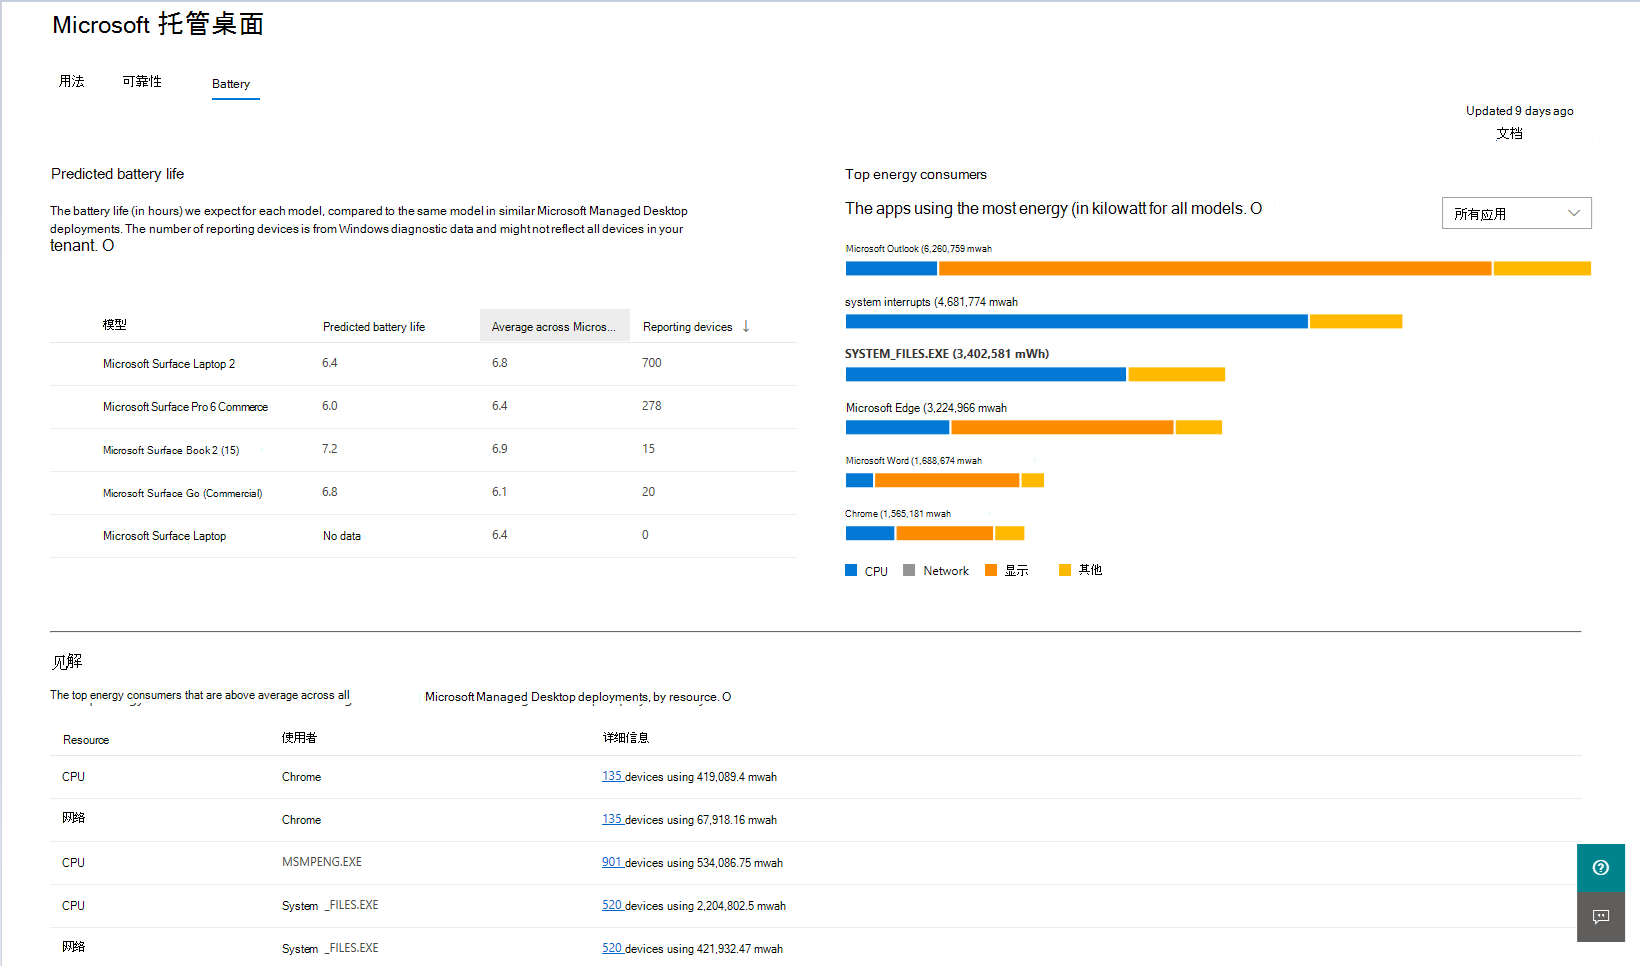 Microsoft 托管桌面
用法 可靠性 Battery
Updated 9 days ago
文档
Predicted battery life
The battery life (in hours) we expect for each model, compared to the same model in similar Microsoft Managed Desktop
deployments. The number of reporting devices is from Windows diagnostic data and might not reflect all devices in your
tenant. O
模型 Predicted battery life Average across Micros... Reporting devices ↓
Microsoft Surface Laptop 2 6.4 6.8 700
Microsoft Surface Pro 6 Commerce 6.0 6.4 278
Microsoft Surface Book 2 (15) 7.2 6.9 15
Microsoft Surface Go (Commercial) 6.8 6.1 20
Microsoft Surface Laptop No data 6.4 0
Top energy consumers
The apps using the most energy (in kilowatt for all models. O
所有应用
Microsoft Outlook (6,260,759 mwah
system interrupts (4,681,774 mwah
SYSTEM_FILES.EXE (3,402,581 mWh)
Microsoft Edge (3,224,966 mwah
Microsoft Word (1,688,674 mwah
Chrome (1,565,181 mwah
CPU Network 显示 其他
见解
The top energy consumers that are above average across all Microsoft Managed Desktop deployments, by resource. O
Resource 使用者 详细信息
CPU Chrome 135 devices using 419,089.4 mwah
网络 Chrome 135 devices using 67,918.16 mwah
CPU MSMPENG.EXE 901 devices using 534,086.75 mwah
CPU System _FILES.EXE 520 devices using 2,204,802.5 mwah
网络 System _FILES.EXE 520 devices using 421,932.47 mwah